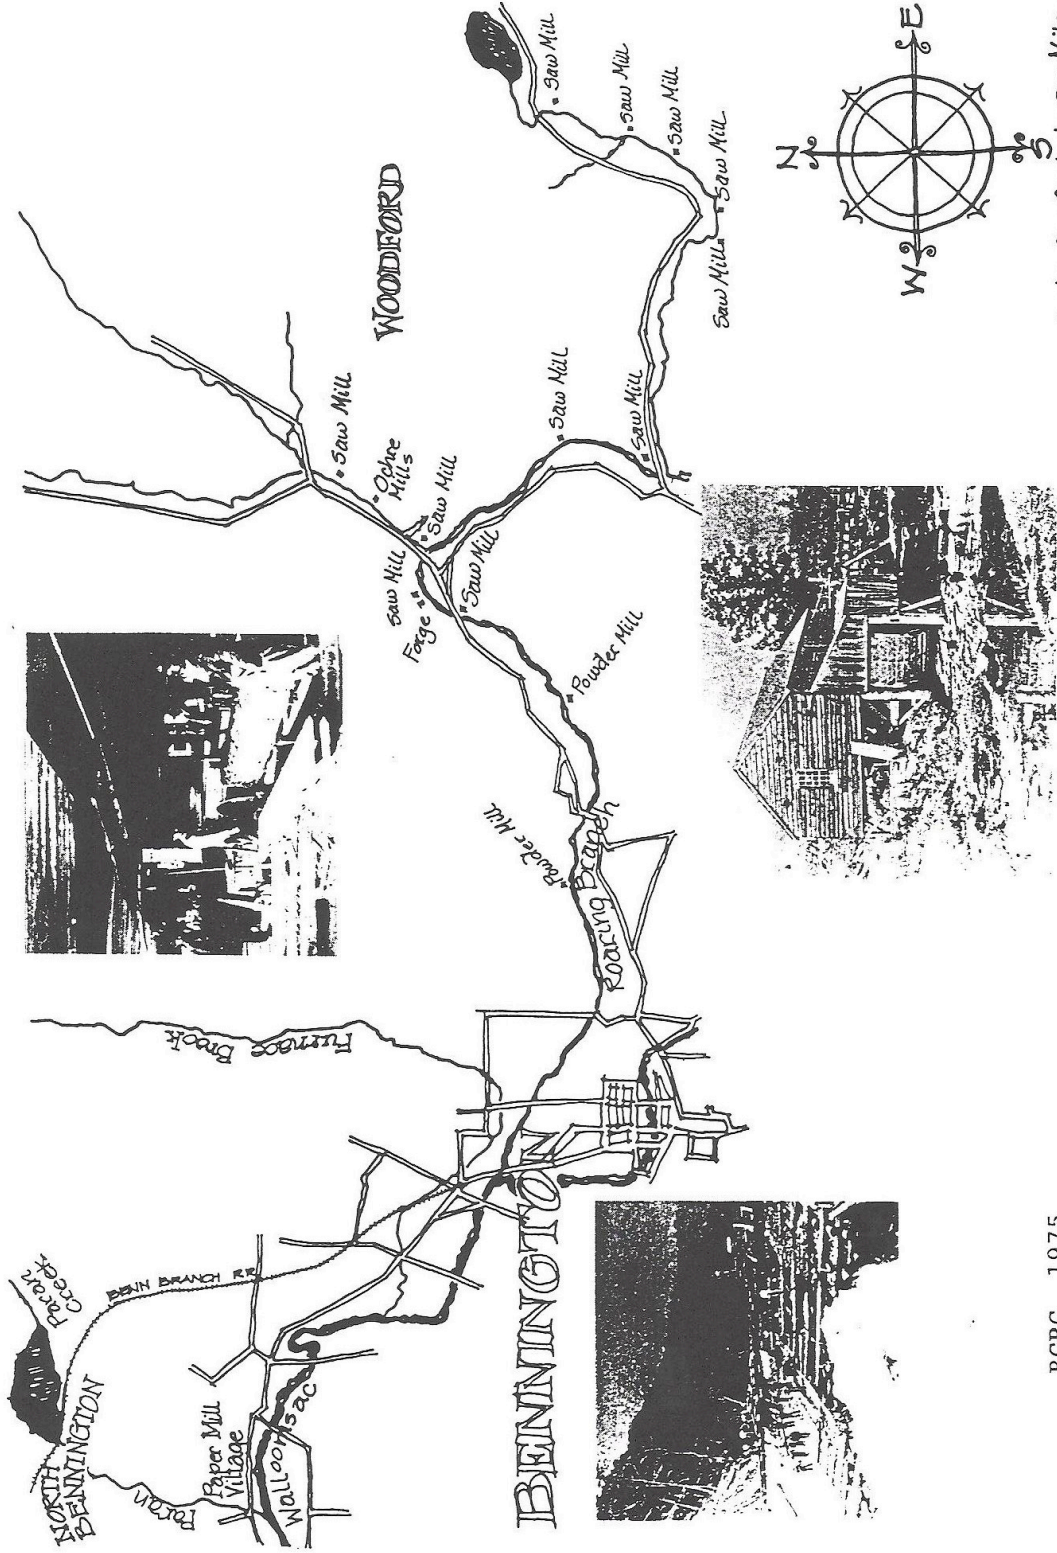 NORTH
BENNINGTON
Paran
Creek
BENN BRANCH RR
Paran
Paper Mill
Village
Walloomsac
BENNINGTON
Furnace
Brook
Roaring Branch
Powder Mill
Powder Mill
Forge
Saw Mill
Saw Mill
Saw Mill
Ochre
Mills
Saw Mill
WOODFORD
Saw Mill
Saw Mill
Saw Mill
Saw Mill
Saw Mill
Saw Mill
Saw Mill
N
E
S
W
BCRC 1975